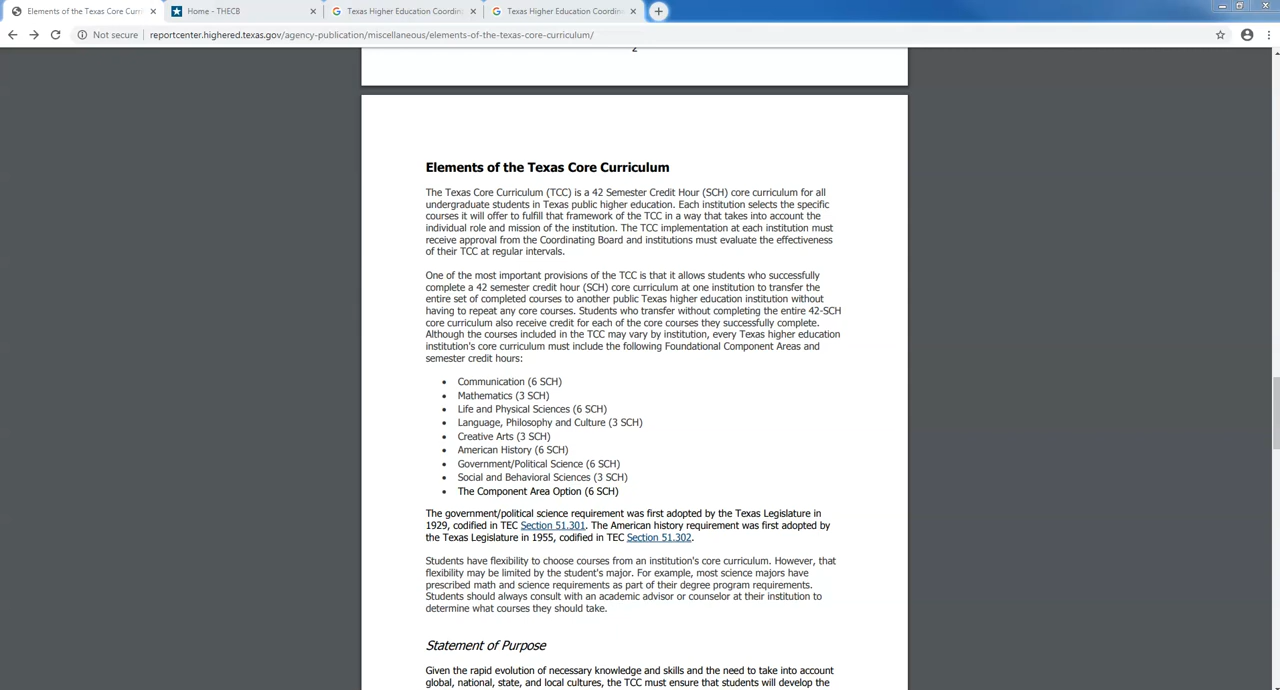 Elements of the Texas Core Curr
Home - THECB
Texas Higher Education Coordin
Texas Higher Education Coordina
Not secure
reportcenter.highered.texas.gov/agency-publication/miscellaneous/elements-of-the-texas-core-curriculum/
2
Elements of the Texas Core Curriculum
The Texas Core Curriculum (TCC) is a 42 Semester Credit Hour (SCH) core curriculum for all
undergraduate students in Texas public higher education. Each institution selects the specific
courses it will offer to fulfill that framework of the TCC in a way that takes into account the
individual role and mission of the institution. The TCC implementation at each institution must
receive approval from the Coordinating Board and institutions must evaluate the effectiveness
of their TCC at regular intervals.
One of the most important provisions of the TCC is that it allows students who successfully
complete a 42 semester credit hour (SCH) core curriculum at one institution to transfer the
entire set of completed courses to another public Texas higher education institution without
having to repeat any core courses. Students who transfer without completing the entire 42-SCH
core curriculum also receive credit for each of the core courses they successfully complete.
Although the courses included in the TCC may vary by institution, every Texas higher education
institution's core curriculum must include the following Foundational Component Areas and
semester credit hours:
• Communication (6 SCH)
• Mathematics (3 SCH)
• Life and Physical Sciences (6 SCH)
• Language, Philosophy and Culture (3 SCH)
• Creative Arts (3 SCH)
• American History (6 SCH)
• Government/Political Science (6 SCH)
• Social and Behavioral Sciences (3 SCH)
• The Component Area Option (6 SCH)
The government/political science requirement was first adopted by the Texas Legislature in
1929, codified in TEC Section 51.301. The American history requirement was first adopted by
the Texas Legislature in 1955, codified in TEC Section 51.302.
Students have flexibility to choose courses from an institution's core curriculum. However, that
flexibility may be limited by the student's major. For example, most science majors have
prescribed math and science requirements as part of their degree program requirements.
Students should always consult with an academic advisor or counselor at their institution to
determine what courses they should take.
Statement of Purpose
Given the rapid evolution of necessary knowledge and skills and the need to take into account
global, national, state, and local cultures, the TCC must ensure that students will develop the